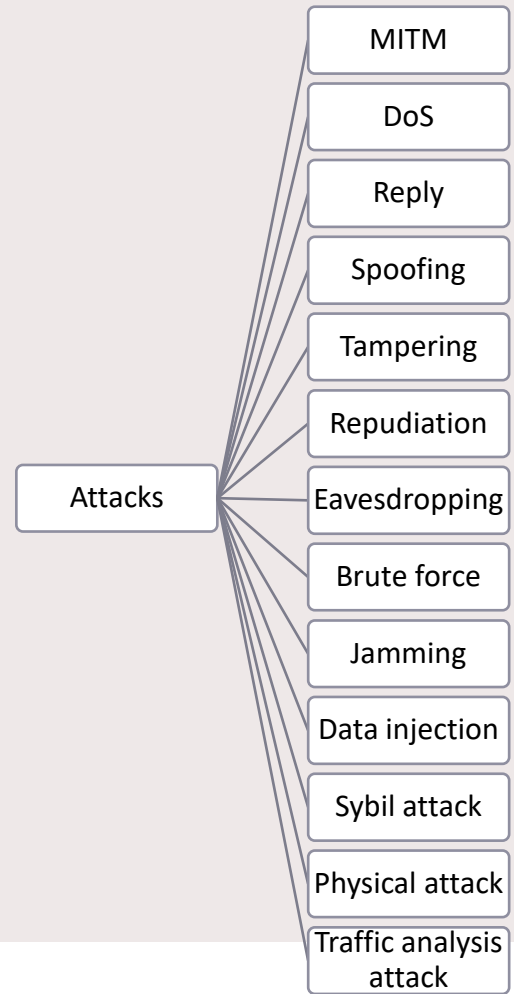 MITM
DoS
Reply
Spoofing
Tampering
Repudiation
Attacks
Eavesdropping
Brute force
Jamming
Data injection
Sybil attack
Physical attack
Traffic analysis
attack